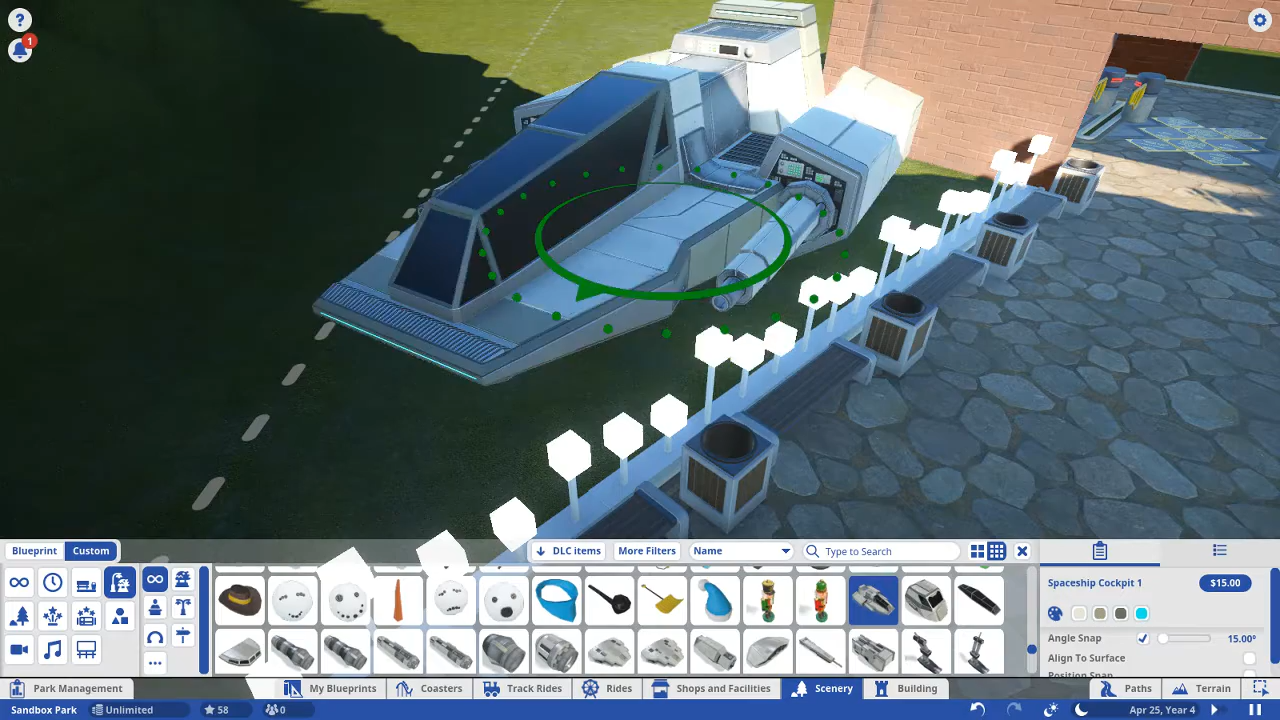 ?
1
Blueprint Custom
DLC items More Filters Name Type to Search
Spaceship Cockpit 1 $15.00
Angle Snap 15.00°
Align To Surface
Park Management My Blueprints Coasters Track Rides Rides Shops and Facilities Scenery Building Paths Terrain
Sandbox Park Unlimited 58 0 Apr 25, Year 4